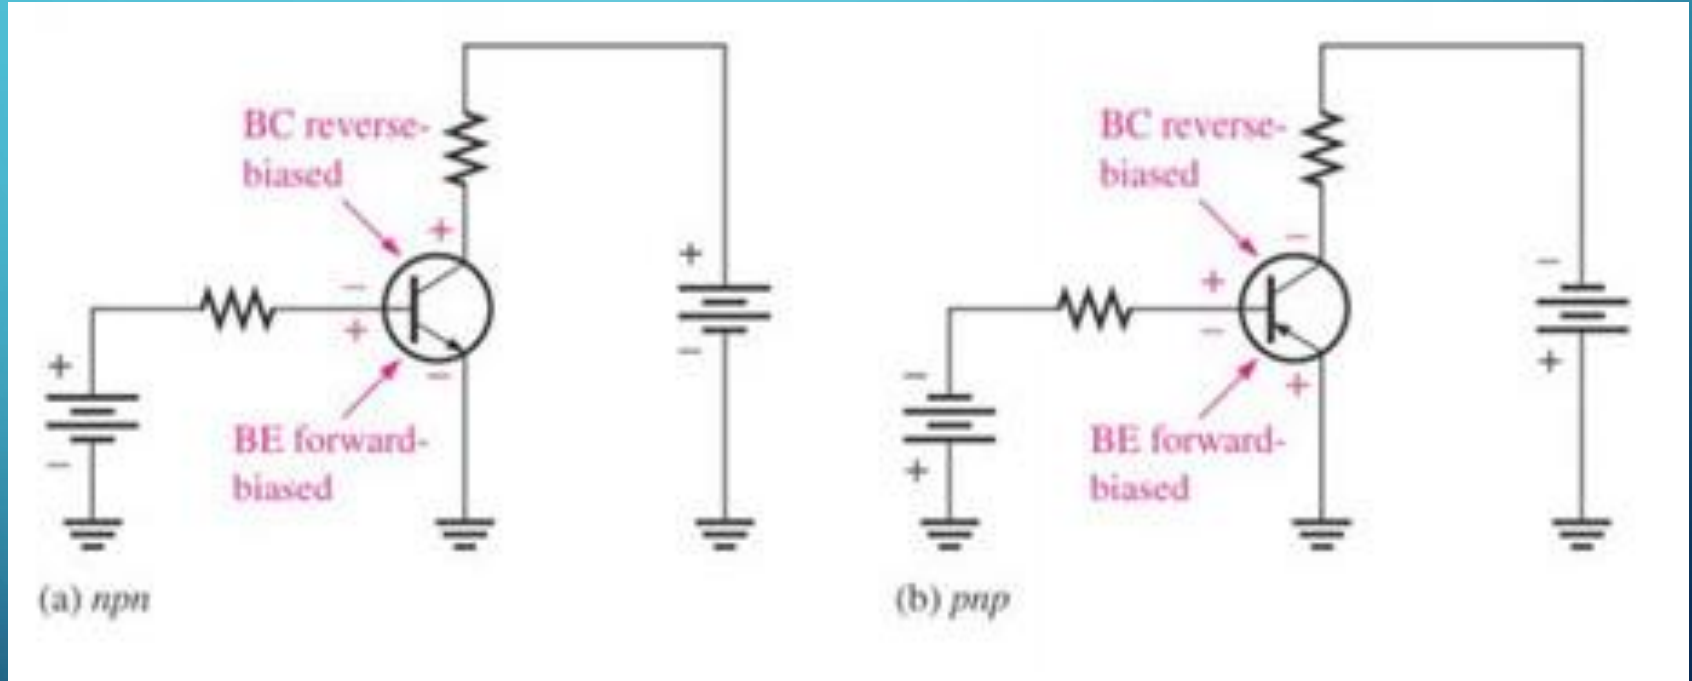 BC reverse-
biased
+
−
+
−
+
−
BE forward-
biased
+
−
(a) npn
BC reverse-
biased
−
+
−
+
−
+
BE forward-
biased
−
+
(b) pnp